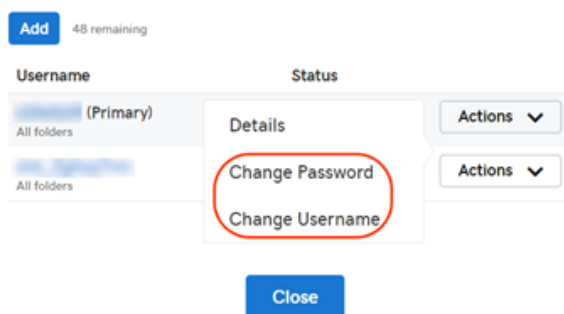 Add 48 remaining
Username Status
(Primary)
All folders
Actions
Details
Change Password
Change Username
All folders
Actions
Close